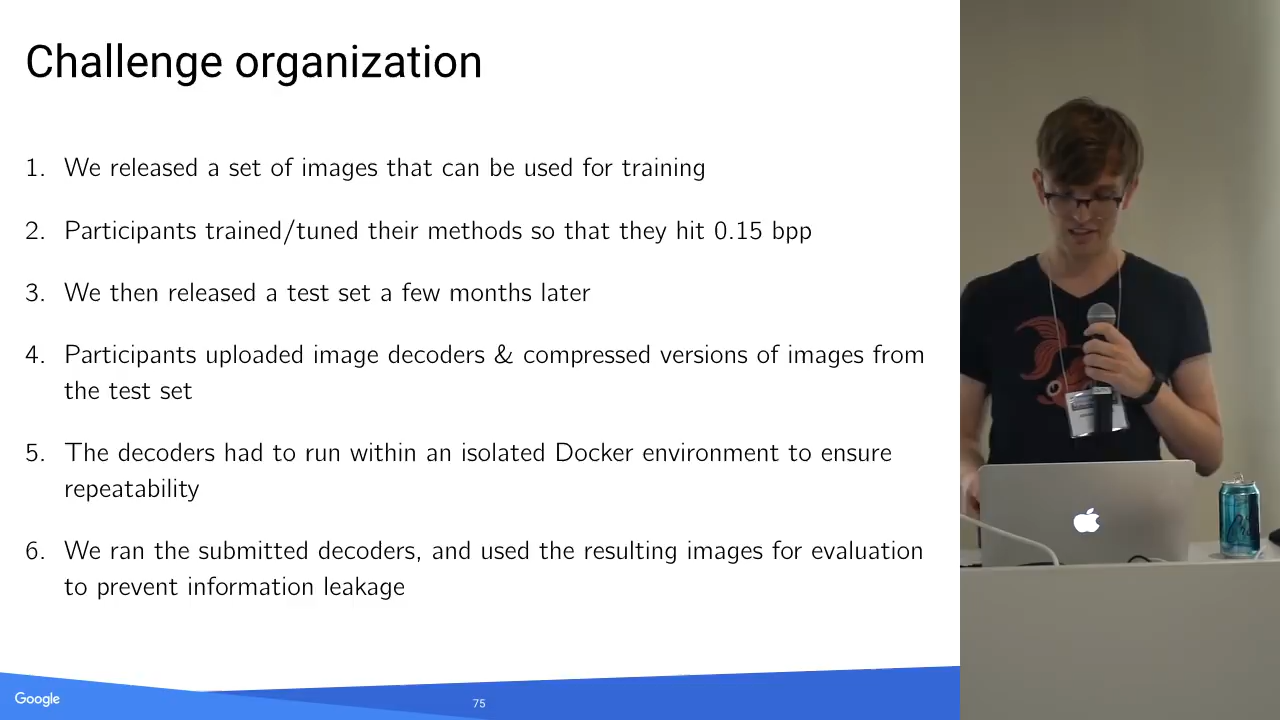 Challenge organization
1. We released a set of images that can be used for training
2. Participants trained/tuned their methods so that they hit 0.15 bpp
3. We then released a test set a few months later
4. Participants uploaded image decoders & compressed versions of images from
the test set
5. The decoders had to run within an isolated Docker environment to ensure
repeatability
6. We ran the submitted decoders, and used the resulting images for evaluation
to prevent information leakage
Google
75